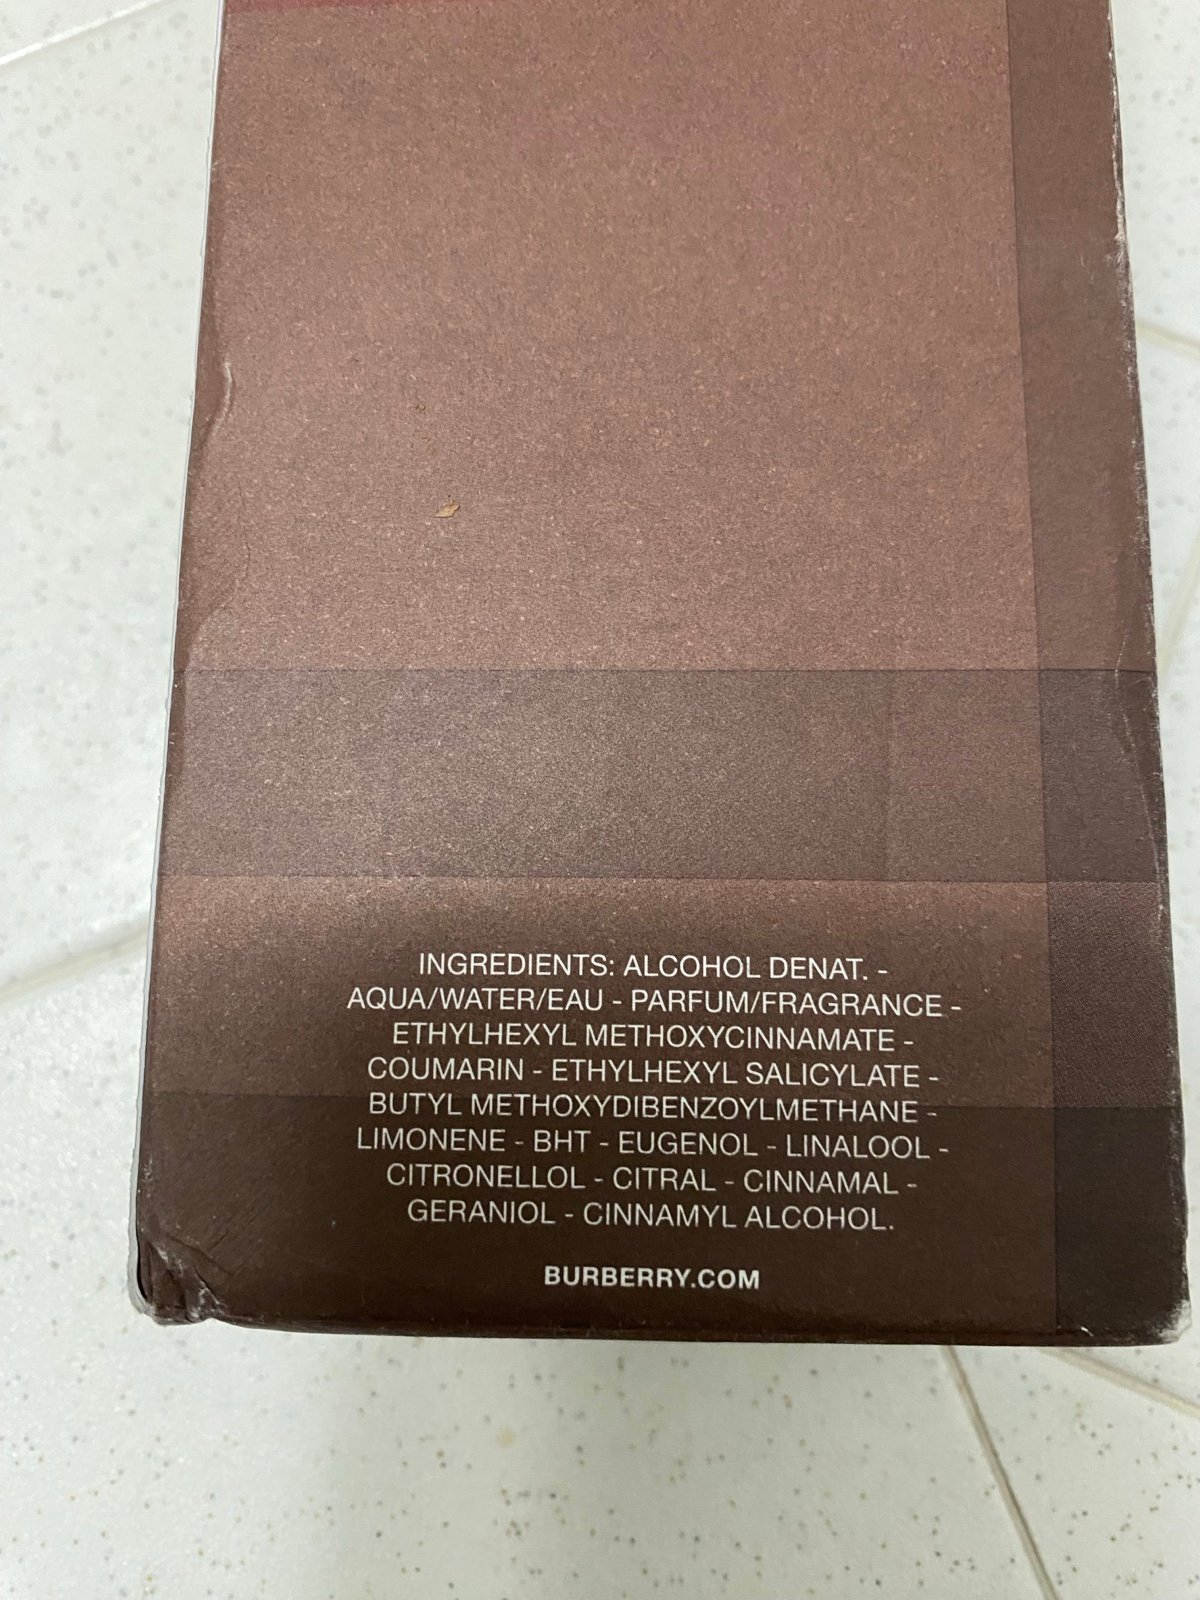 INGREDIENTS: ALCOHOL DENAT. -
AQUA/WATER/EAU - PARFUM/FRAGRANCE -
ETHYLHEXYL METHOXYCINNAMATE -
COUMARIN - ETHYLHEXYL SALICYLATE -
BUTYL METHOXYDIBENZOYLMETHANE -
LIMONENE - BHT - EUGENOL - LINALOOL -
CITRONELLOL - CITRAL - CINNAMAL -
GERANIOL - CINNAMYL ALCOHOL.
BURBERRY.COM